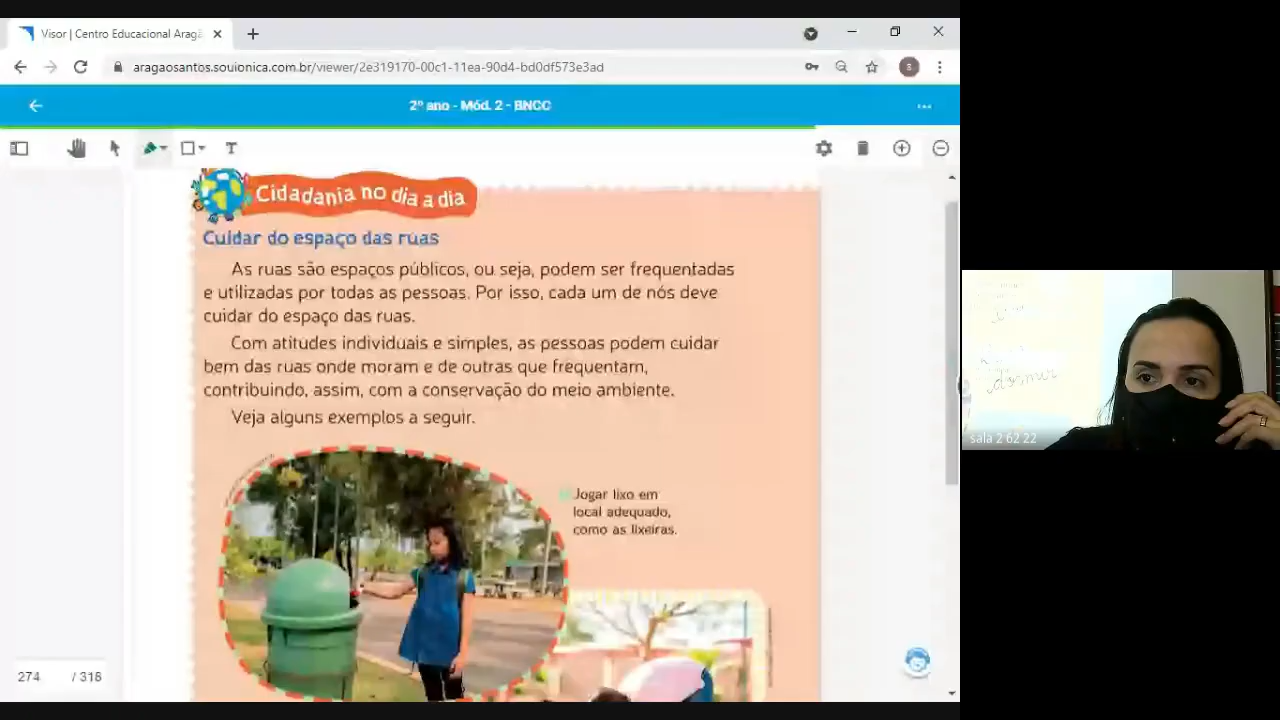 Visor | Centro Educacional Aragã
aragaosantos.souionica.com.br/viewer/2e319170-00c1-11ea-90d4-bd0df573e3ad
s
2º ano - Mód. 2 - BNCC
T
Cidadania no dia a dia
Cuidar do espaço das ruas
As ruas são espaços públicos, ou seja, podem ser frequentadas
e utilizadas por todas as pessoas. Por isso, cada um de nós deve
cuidar do espaço das ruas.
Com atitudes individuais e simples, as pessoas podem cuidar
bem das ruas onde moram e de outras que frequentam,
contribuindo, assim, com a conservação do meio ambiente.
Veja alguns exemplos a seguir.
Jogar lixo em
local adequado,
como as lixeiras.
dormir
sala 2 62 22
274 / 318